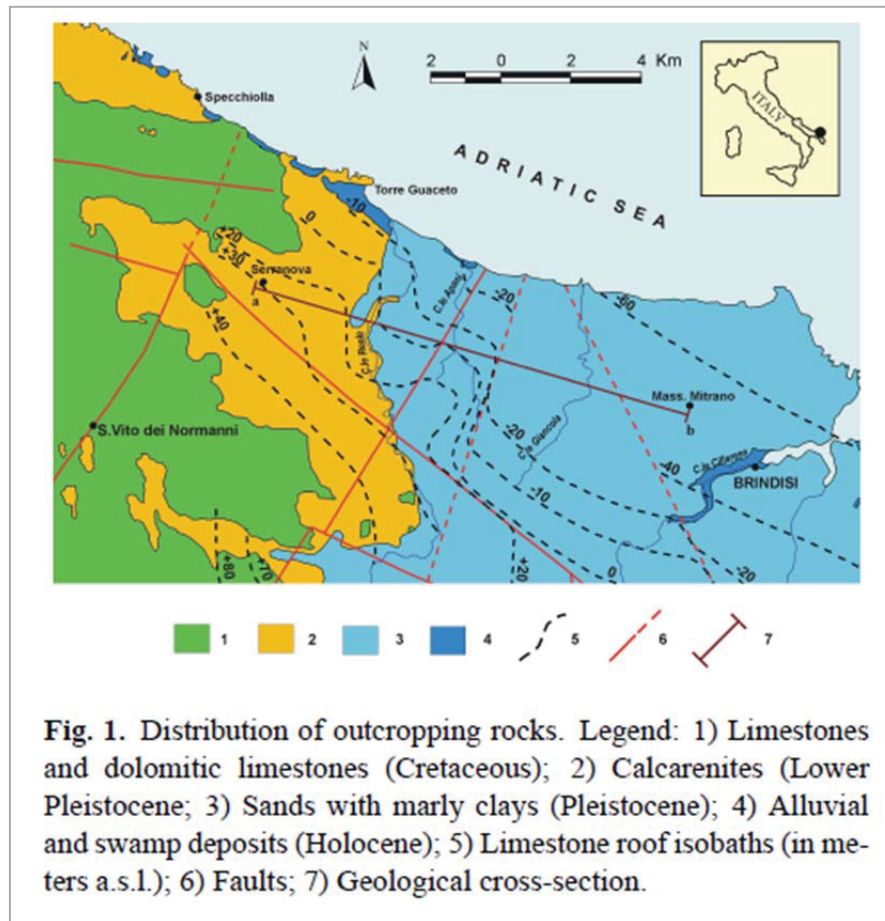 N
2 0 2 4 Km
ITALY
Specchiolla
ADRIATIC SEA
Torre Guaceto
-10
0
+20
+30
Serranova
a
+40
C.le Apani
-20
-60
C.le Reale
Mass. Mitrano
b
S.Vito dei Normanni
C.le Giancola
-20
-40
C.le Cillarese
BRINDISI
-10
+80
+70
+20
0
-20
1 2 3 4 5 6 7
Fig. 1. Distribution of outcropping rocks. Legend: 1) Limestones
and dolomitic limestones (Cretaceous); 2) Calcarenites (Lower
Pleistocene; 3) Sands with marly clays (Pleistocene); 4) Alluvial
and swamp deposits (Holocene); 5) Limestone roof isobaths (in me-
ters a.s.l.); 6) Faults; 7) Geological cross-section.